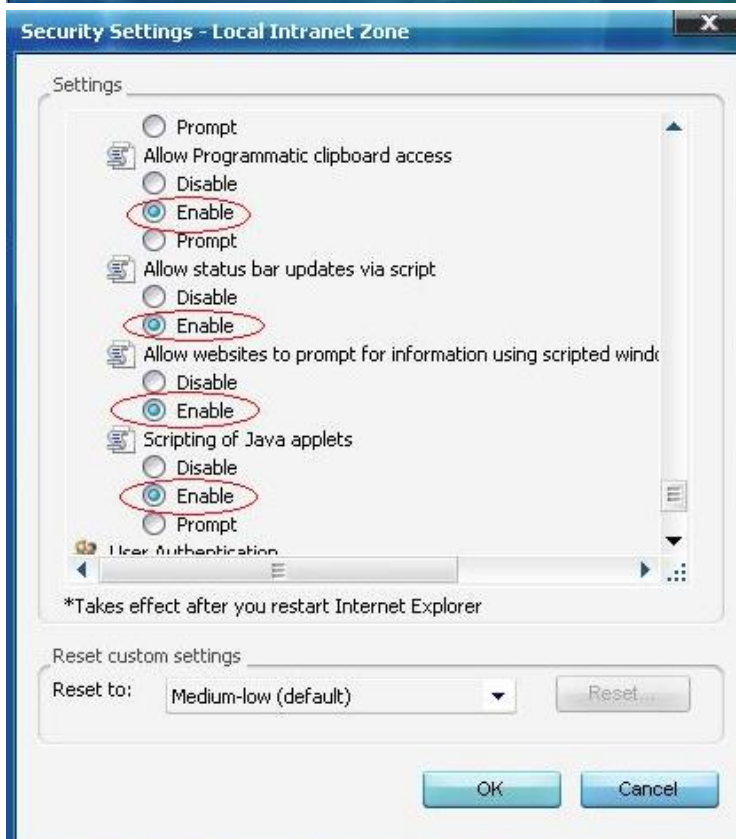 Security Settings - Local Intranet Zone
X
Settings
Prompt
Allow Programmatic clipboard access
Disable
Enable
Prompt
Allow status bar updates via script
Disable
Enable
Allow websites to prompt for information using scripted windo
Disable
Enable
Scripting of Java applets
Disable
Enable
Prompt
User Authentication
*Takes effect after you restart Internet Explorer
Reset custom settings
Reset to: Medium-low (default) Reset...
OK Cancel